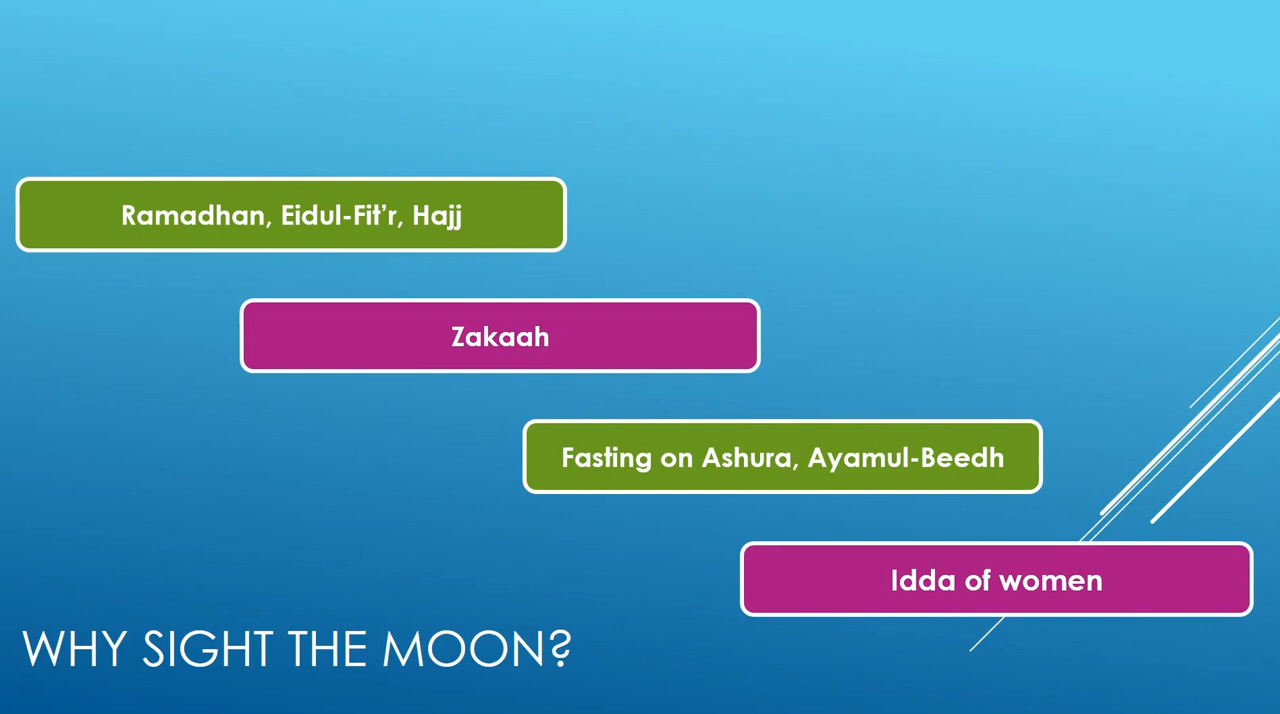 Ramadhan, Eidul-Fit’r, Hajj
Zakaah
Fasting on Ashura, Ayamul-Beedh
Idda of women
WHY SIGHT THE MOON?